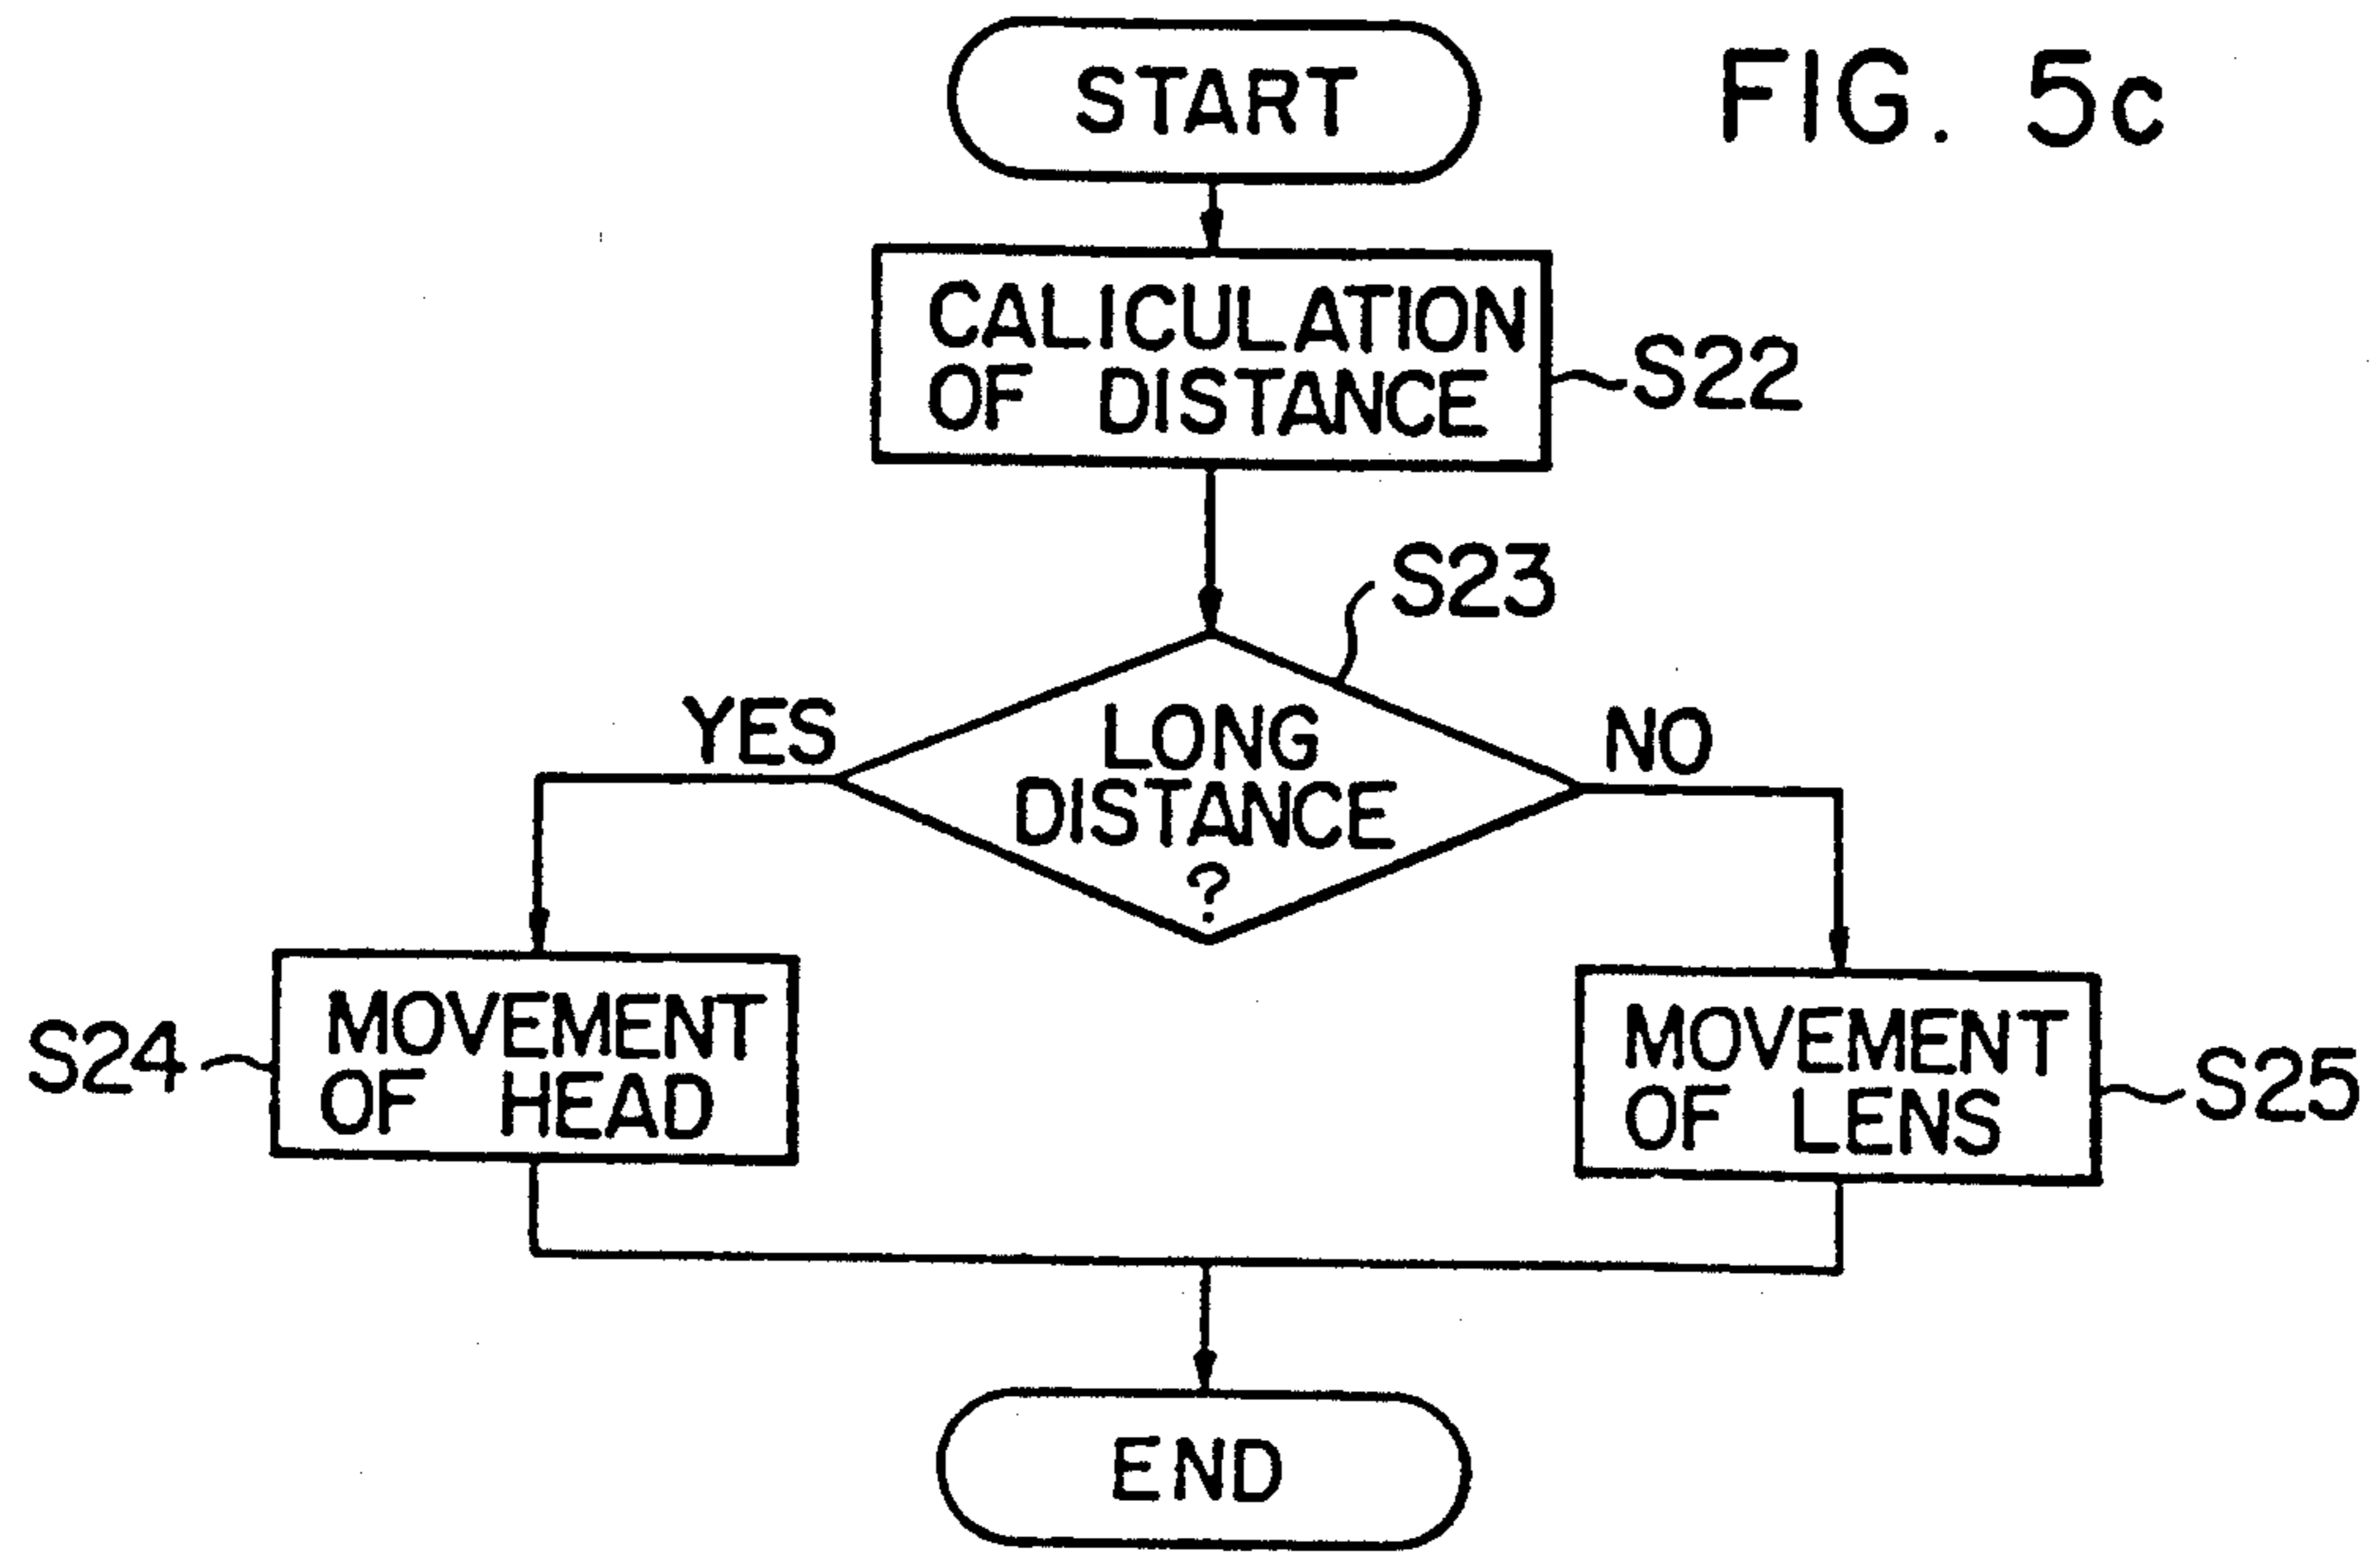 START
FIG. 5c
CALICULATION
OF DISTANCE
S22
S23
YES
LONG
DISTANCE
?
NO
S24
MOVEMENT
OF HEAD
MOVEMENT
OF LENS
S25
END